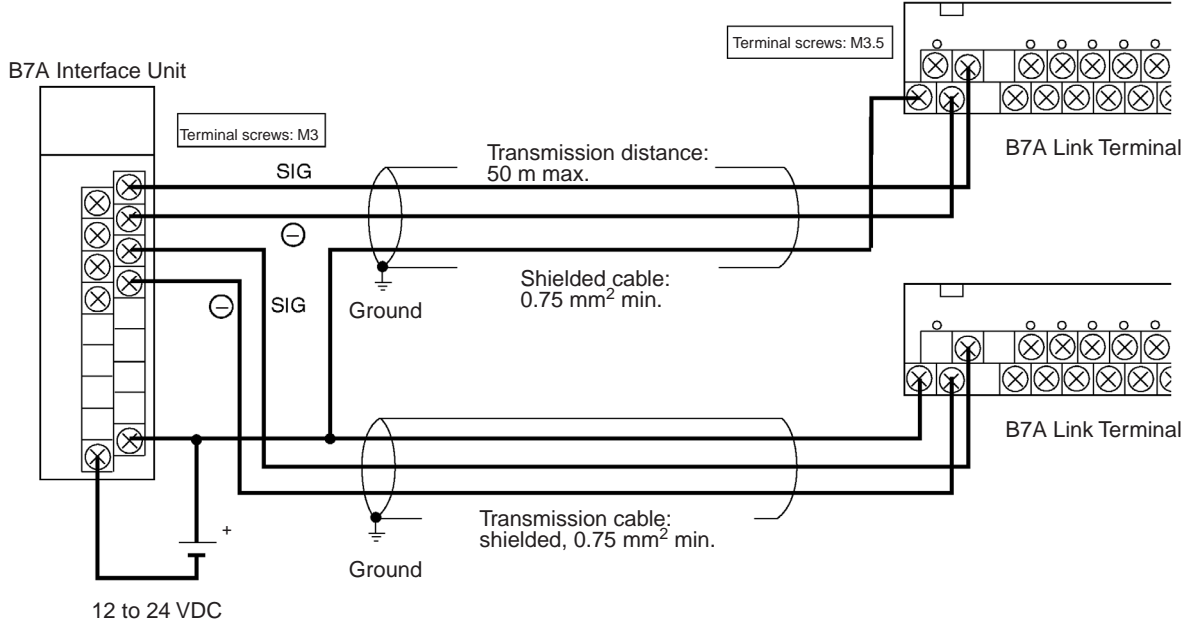 Terminal screws: M3.5
B7A Interface Unit
Terminal screws: M3
B7A Link Terminal
Transmission distance:
50 m max.
SIG
⊖
Shielded cable:
0.75 mm² min.
⊖
SIG
Ground
B7A Link Terminal
Transmission cable:
shielded, 0.75 mm² min.
+
Ground
12 to 24 VDC